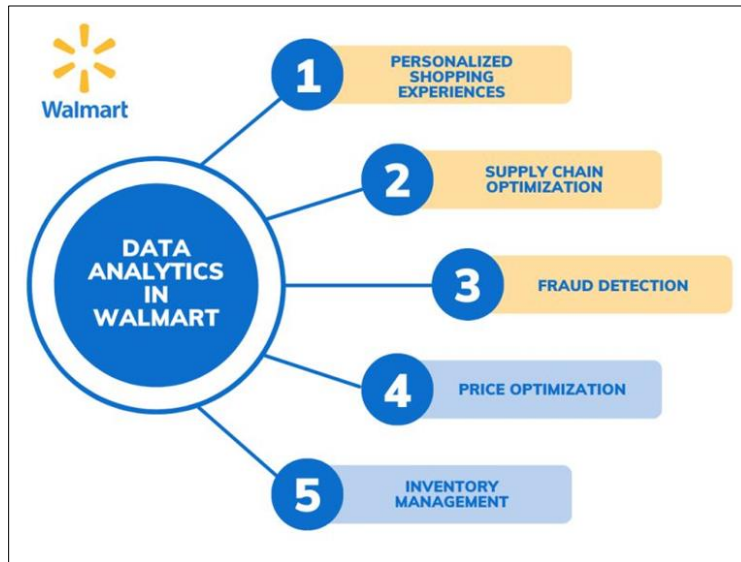 Walmart
1
PERSONALIZED
SHOPPING
EXPERIENCES
2
SUPPLY CHAIN
OPTIMIZATION
DATA
ANALYTICS
IN
WALMART
3
FRAUD DETECTION
4
PRICE OPTIMIZATION
5
INVENTORY
MANAGEMENT